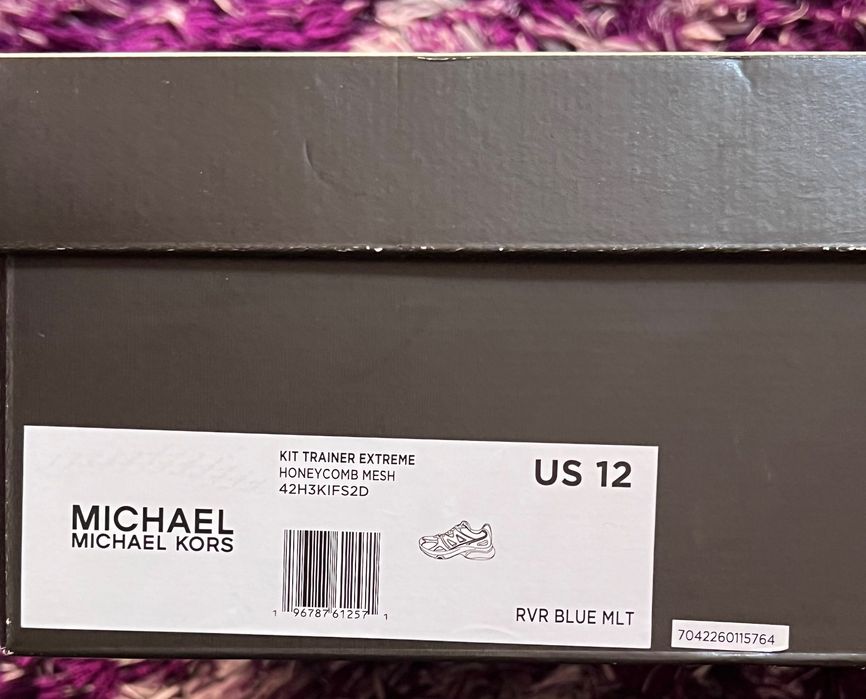 KIT TRAINER EXTREME
HONEYCOMB MESH
42H3KIFS2D
US 12
MICHAEL
MICHAEL KORS
1 96787 61257 1
RVR BLUE MLT
7042260115764